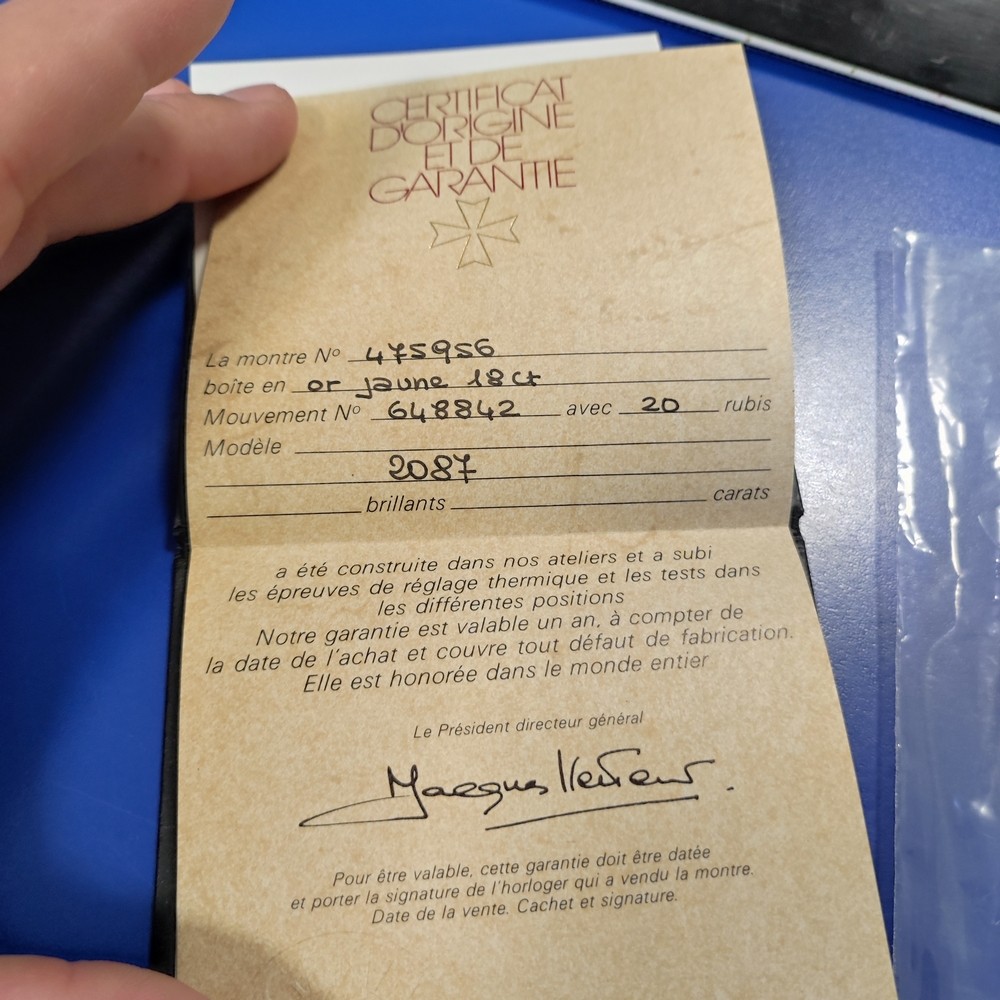 CERTIFICAT
D'ORIGINE
ET DE
GARANTIE
La montre Nº 475956
boîte en or jaune 18 ct
Mouvement Nº 648842 avec 20 rubis
Modèle
2087
brillants carats
a été construite dans nos ateliers et a subi
les épreuves de réglage thermique et les tests dans
les différentes positions
Notre garantie est valable un an, à compter de
la date de l'achat et couvre tout défaut de fabrication.
Elle est honorée dans le monde entier
Le Président directeur général
Jacques
Pour être valable, cette garantie doit être datée
et porter la signature de l'horloger qui a vendu la montre.
Date de la vente. Cachet et signature.